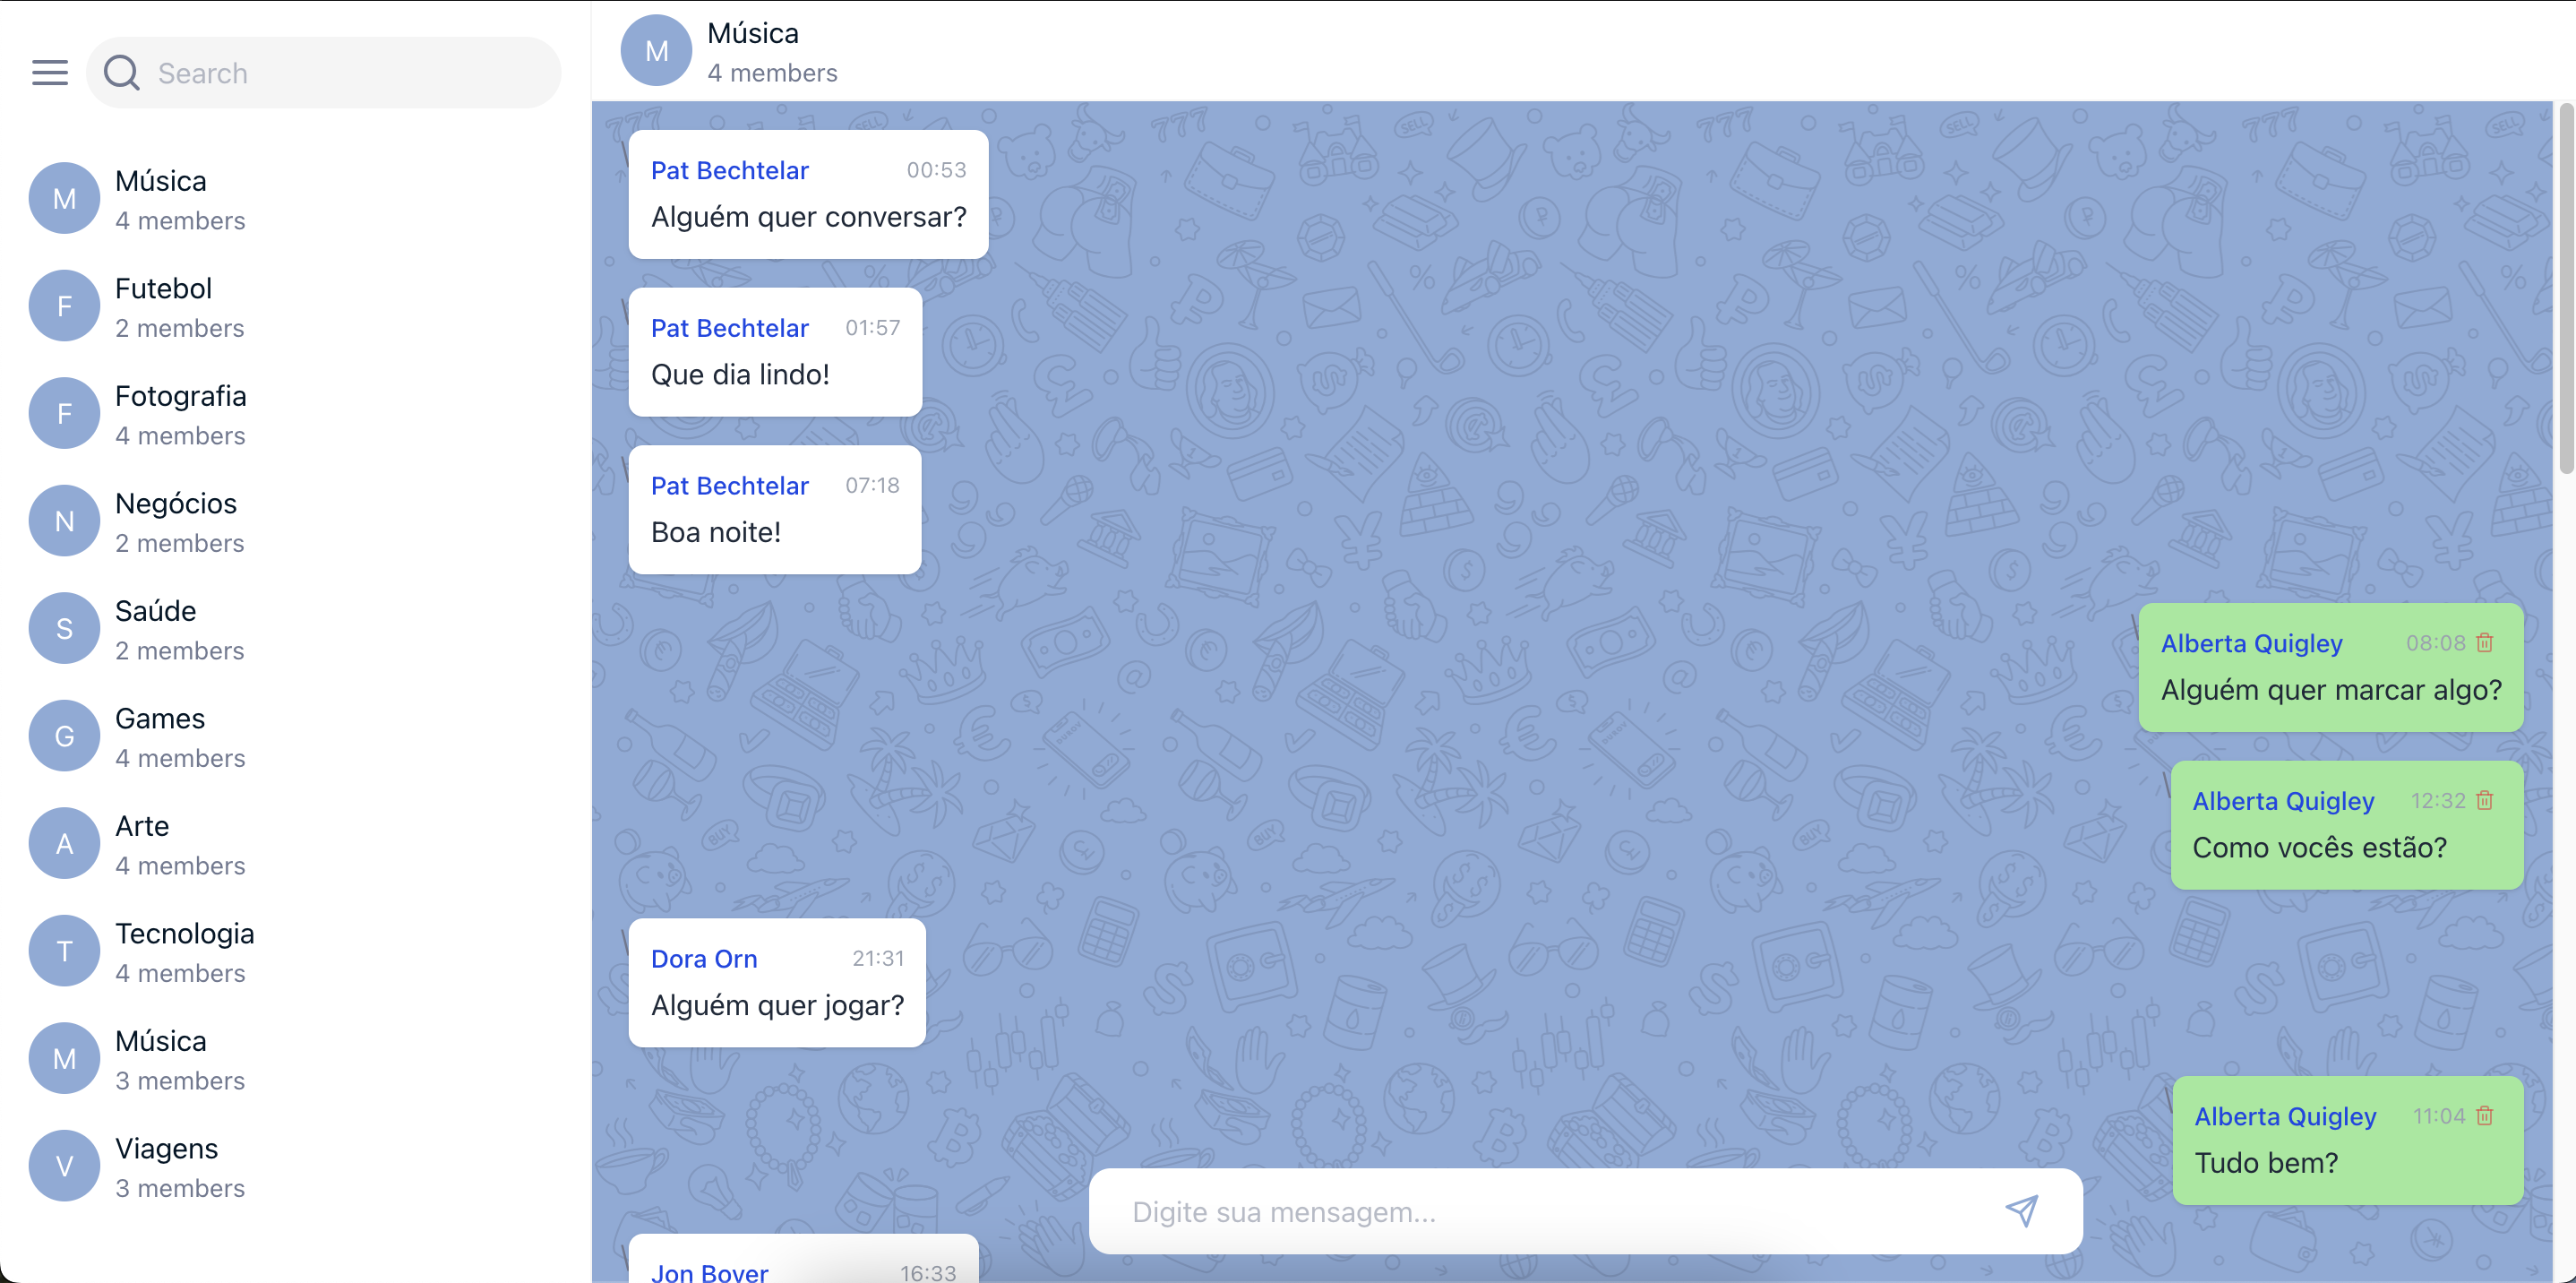 Search
M
Música
4 members
F
Futebol
2 members
F
Fotografia
4 members
N
Negócios
2 members
S
Saúde
2 members
G
Games
4 members
A
Arte
4 members
T
Tecnologia
4 members
M
Música
3 members
V
Viagens
3 members
M
Música
4 members
Pat Bechtelar 00:53
Alguém quer conversar?
Pat Bechtelar 01:57
Que dia lindo!
Pat Bechtelar 07:18
Boa noite!
Alberta Quigley 08:08
Alguém quer marcar algo?
Alberta Quigley 12:32
Como vocês estão?
Dora Orn 21:31
Alguém quer jogar?
Alberta Quigley 11:04
Tudo bem?
Digite sua mensagem...
Jon Boyer 16:33